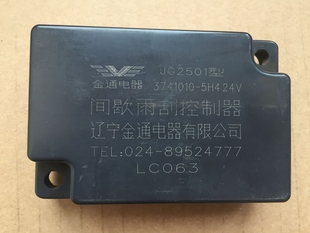 金通电器 JG2501型
3741010-5H4 24V
间歇雨刮控制器
辽宁金通电器有限公司
TEL:024-89524777
LC063